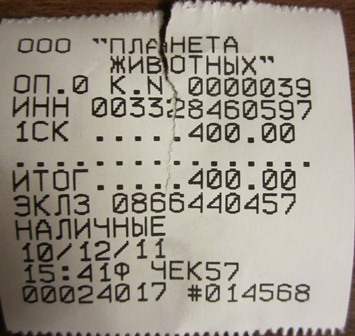 ООО "ПЛАНЕТА
ЖИВОТНЫХ"
ОП.0 К.N 0000039
ИНН 003328460597
1СК .....400.00
................
ИТОГ.....400.00
ЭКЛЗ 0866440457
НАЛИЧНЫЕ
10/12/11
15:41Ф ЧЕК57
00024017 #014568